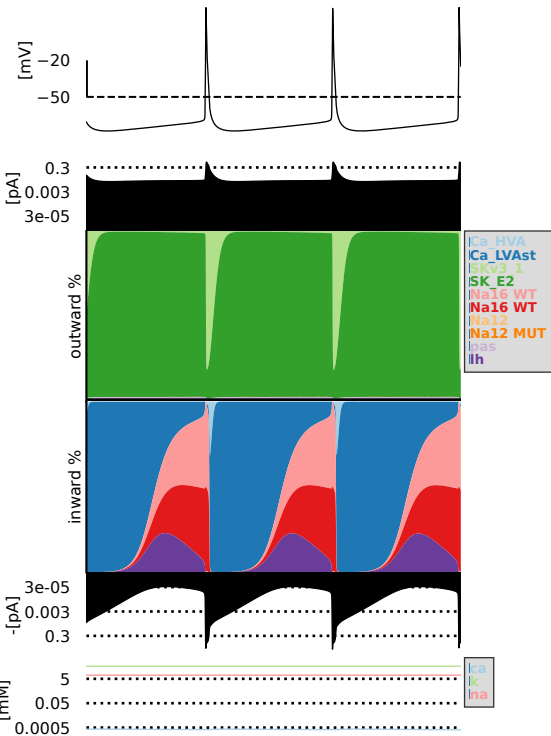 [mV]
−20
−50
[pA]
0.3
0.003
3e-05
outward %
Ca_HVA
Ca_LVAst
SKv3_1
SK_E2
Na16 WT
Na16 WT
Na12
Na12 MUT
pas
Ih
inward %
-[pA]
3e-05
0.003
0.3
[mM]
5
0.05
0.0005
ca
k
na